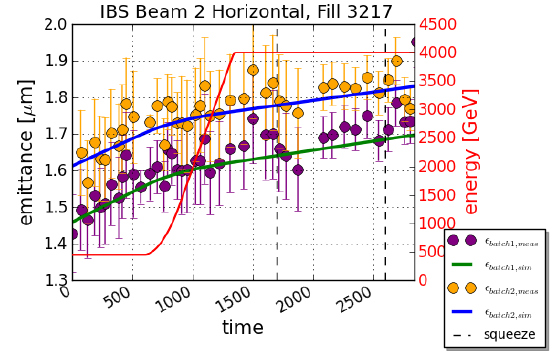 IBS Beam 2 Horizontal, Fill 3217
emittance [μm]
2.0
1.9
1.8
1.7
1.6
1.5
1.4
1.3
0
500
1000
1500
2000
2500
time
4500
4000
3500
3000
2500
2000
1500
1000
500
0
energy [GeV]
ϵbatch1,meas
ϵbatch1,sim
ϵbatch2,meas
ϵbatch2,sim
squeeze